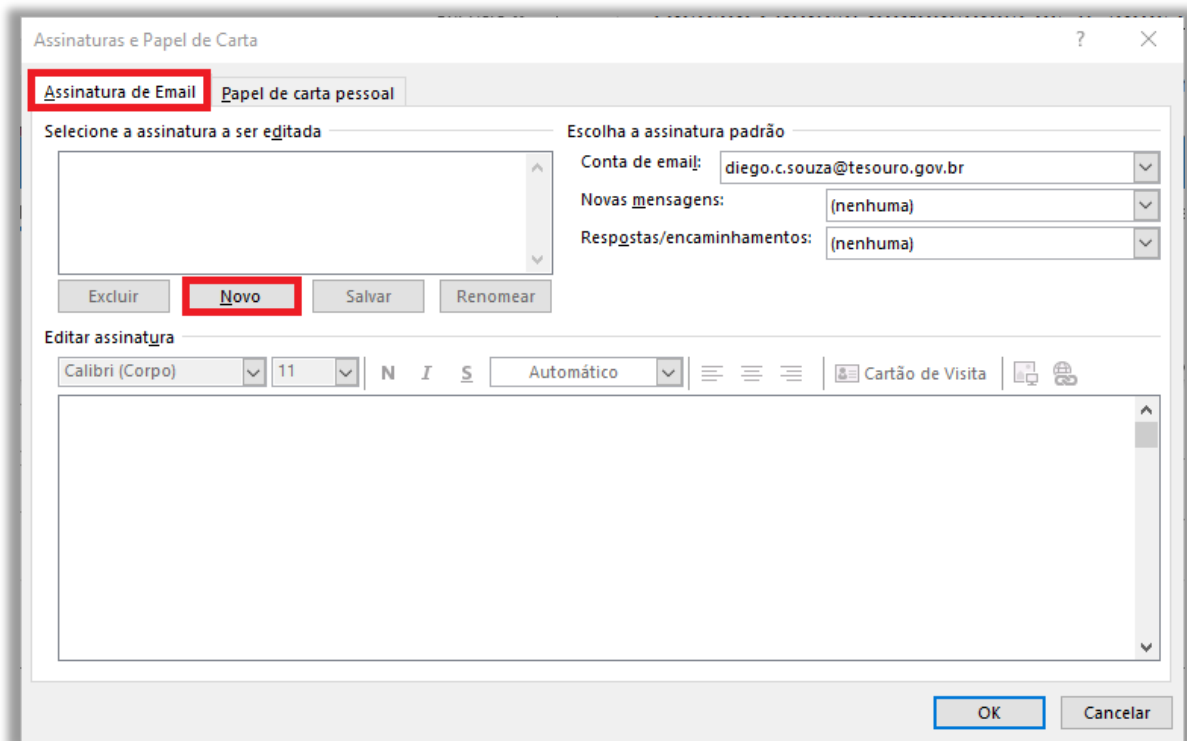 Assinaturas e Papel de Carta
Assinatura de Email Papel de carta pessoal
Selecione a assinatura a ser editada
Escolha a assinatura padrão
Conta de email: diego.c.souza@tesouro.gov.br
Novas mensagens: (nenhuma)
Respostas/encaminhamentos: (nenhuma)
Excluir Novo Salvar Renomear
Editar assinatura
Calibri (Corpo) 11 N I S Automático Cartão de Visita
OK Cancelar